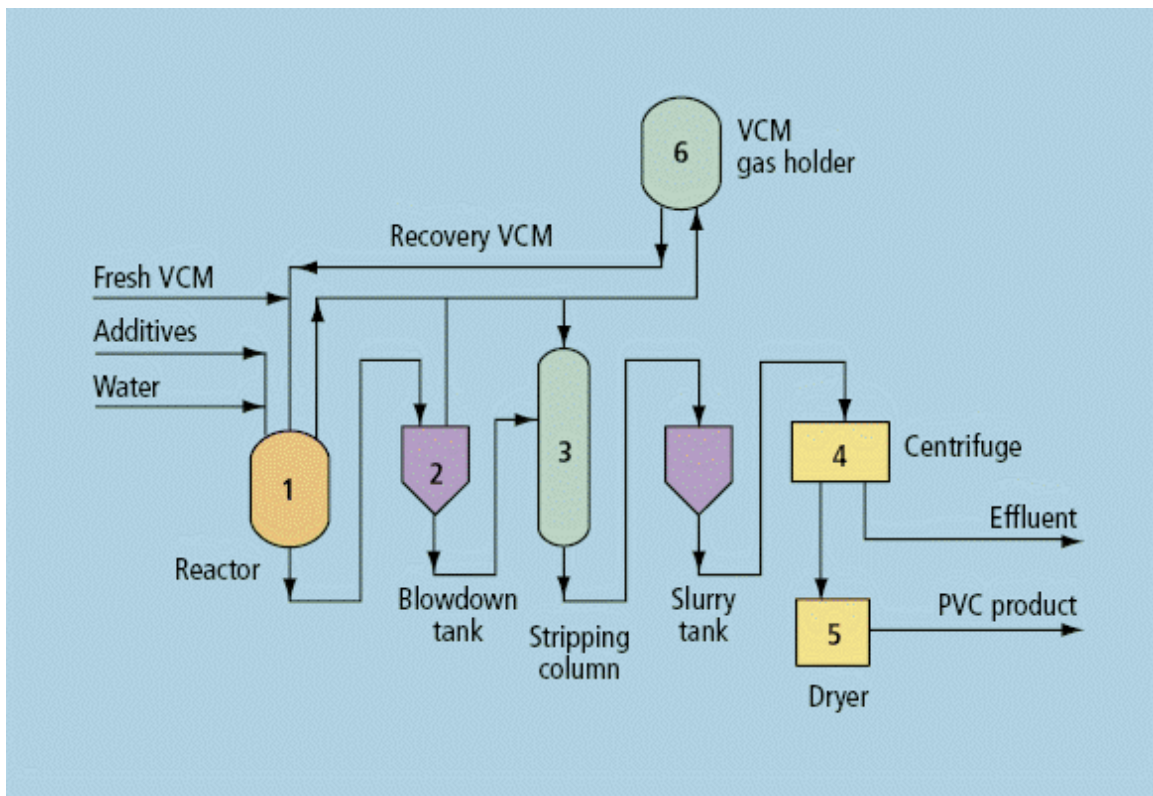 6
VCM
gas holder
Recovery VCM
Fresh VCM
Additives
Water
1
2
3
4
Centrifuge
Effluent
Reactor
Blowdown
tank
Stripping
column
Slurry
tank
PVC product
5
Dryer